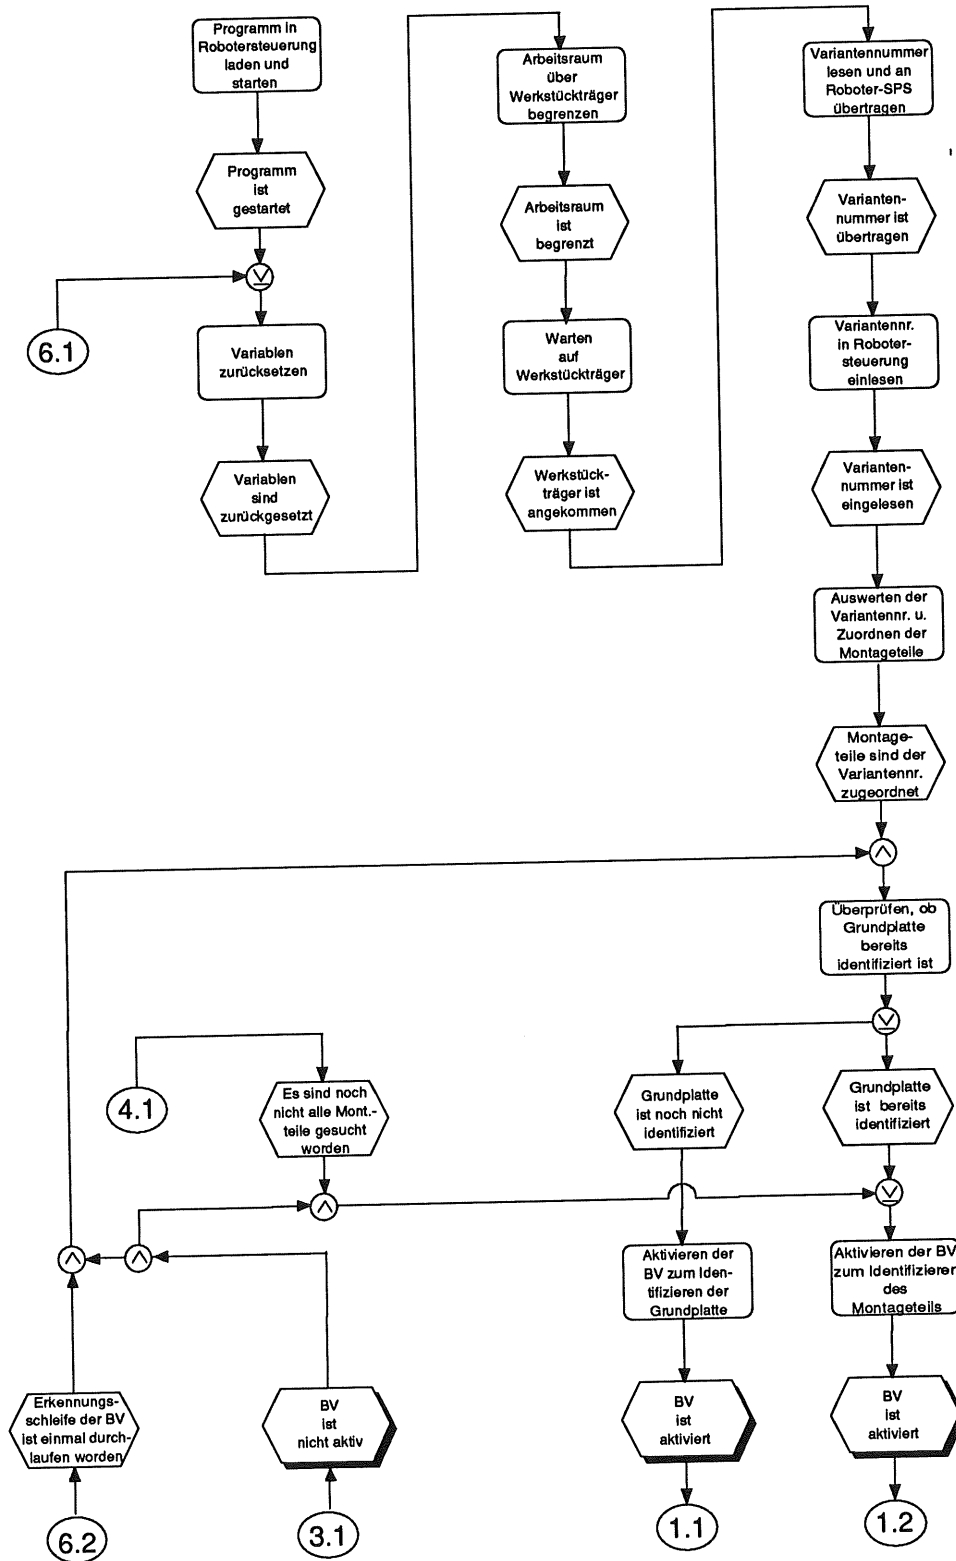 Programm in
Robotersteuerung
laden und
starten
Programm
ist
gestartet
6.1
Variablen
zurücksetzen
Variablen
sind
zurückgesetzt
Arbeitsraum
über
Werkstückträger
begrenzen
Arbeitsraum
ist
begrenzt
Warten
auf
Werkstückträger
Werkstück-
träger ist
angekommen
Variantennummer
lesen und an
Roboter-SPS
übertragen
Varianten-
nummer ist
übertragen
Variantennr.
in Roboter-
steuerung
einlesen
Varianten-
nummer ist
eingelesen
Auswerten der
Variantennr. u.
Zuordnen der
Montageteile
Montage-
teile sind der
Variantennr.
zugeordnet
Überprüfen, ob
Grundplatte
bereits
identifiziert ist
4.1
Es sind noch
nicht alle Mont.-
teile gesucht
worden
Grundplatte
ist noch nicht
identifiziert
Grundplatte
ist bereits
identifiziert
Aktivieren der
BV zum Iden-
tifizieren der
Grundplatte
Aktivieren der BV
zum Identifizieren
des
Montageteils
Erkennungs-
schleife der BV
ist einmal durch-
laufen worden
BV
ist
nicht aktiv
BV
ist
aktiviert
BV
ist
aktiviert
6.2
3.1
1.1
1.2